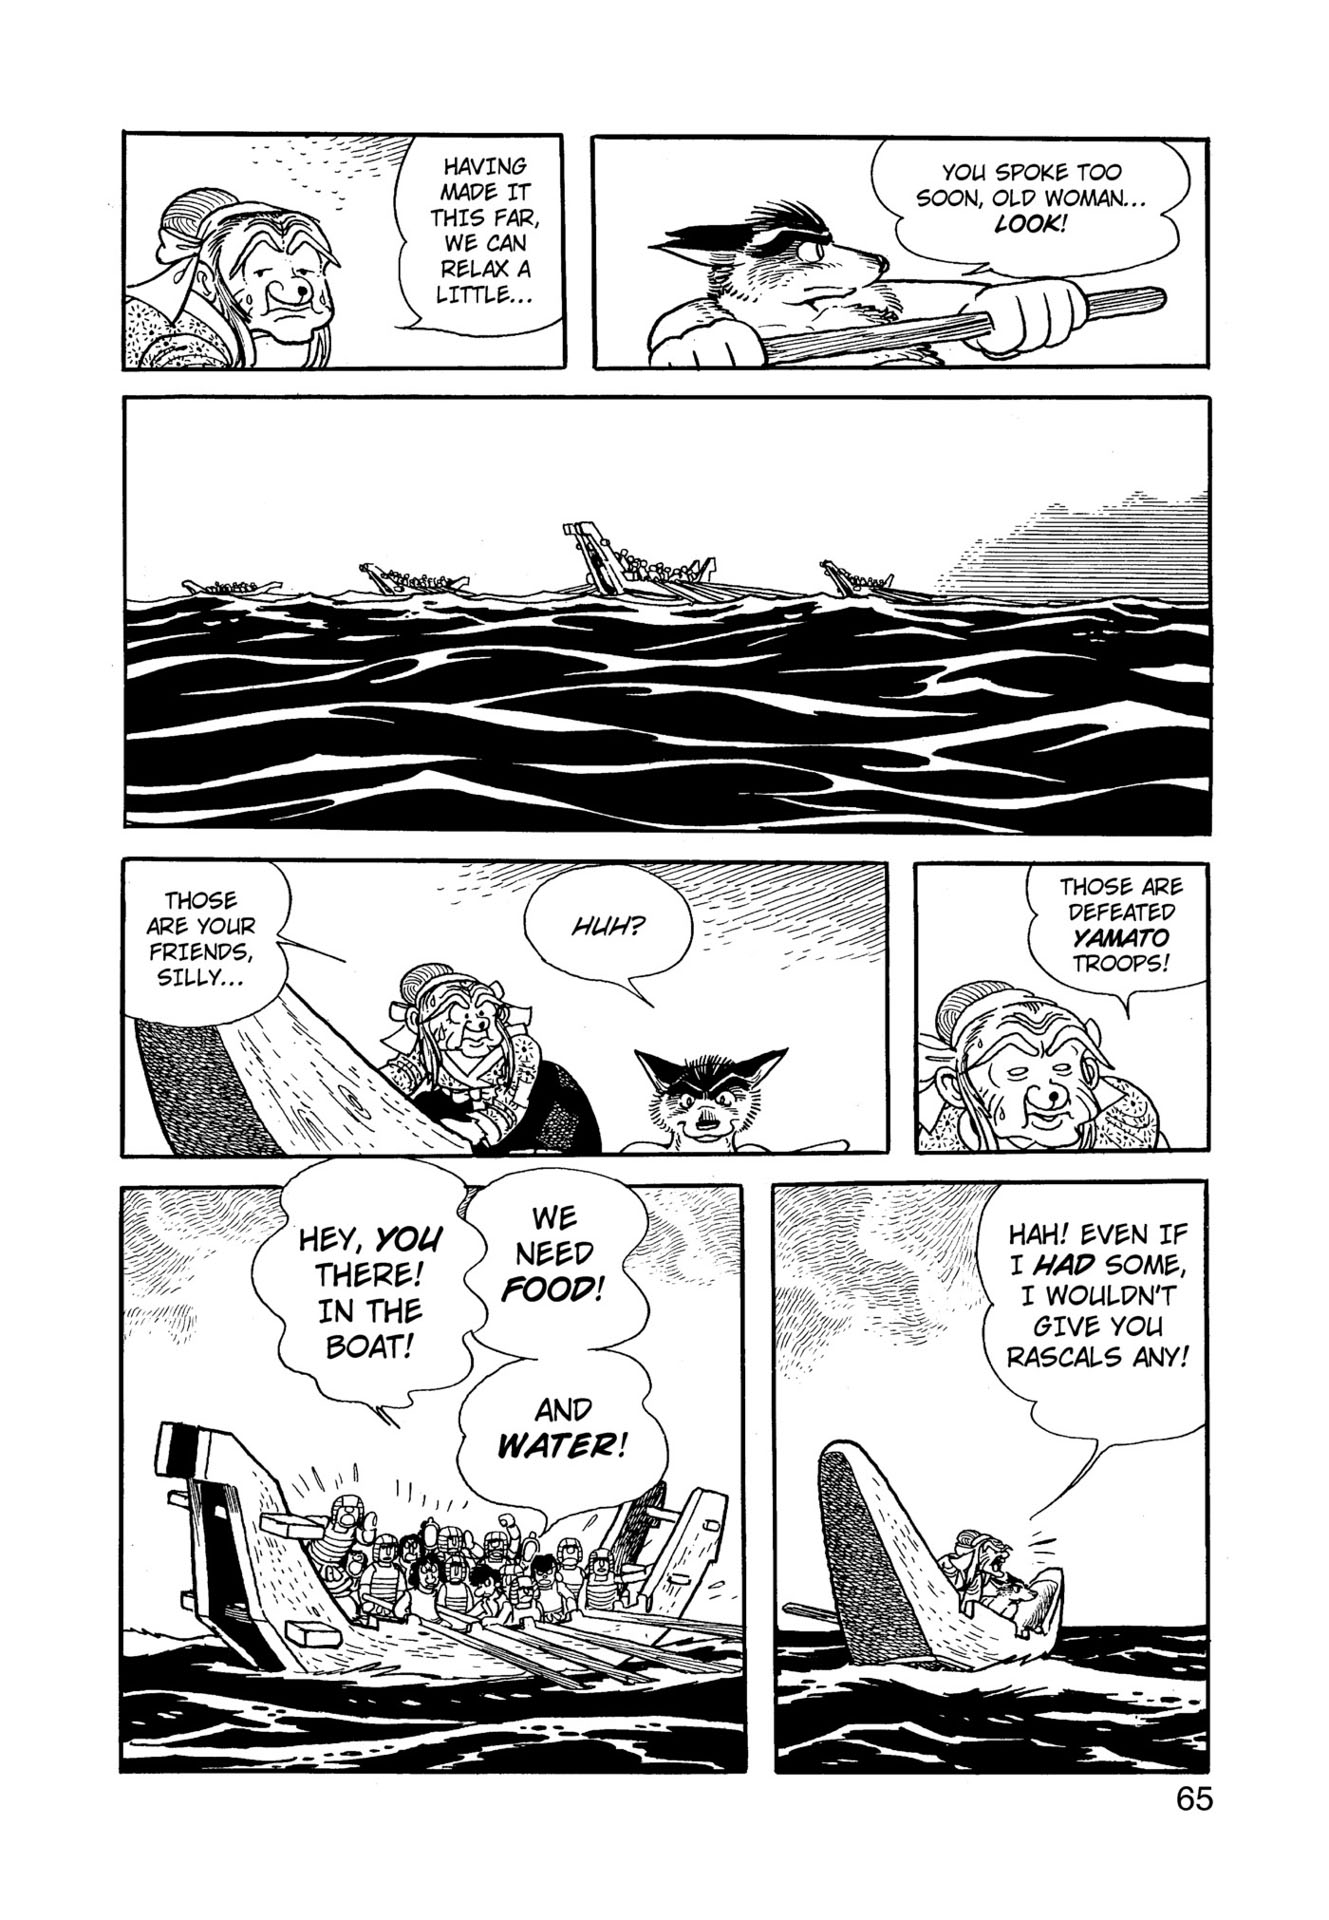 HAVING
MADE IT
THIS FAR,
WE CAN
RELAX A
LITTLE...
YOU SPOKE TOO
SOON, OLD WOMAN...
LOOK!
THOSE
ARE YOUR
FRIENDS,
SILLY...
HUH?
THOSE ARE
DEFEATED
YAMATO
TROOPS!
HEY, YOU
THERE!
IN THE
BOAT!
WE
NEED
FOOD!
AND
WATER!
HAH! EVEN IF
I HAD SOME,
I WOULDN'T
GIVE YOU
RASCALS ANY!
65